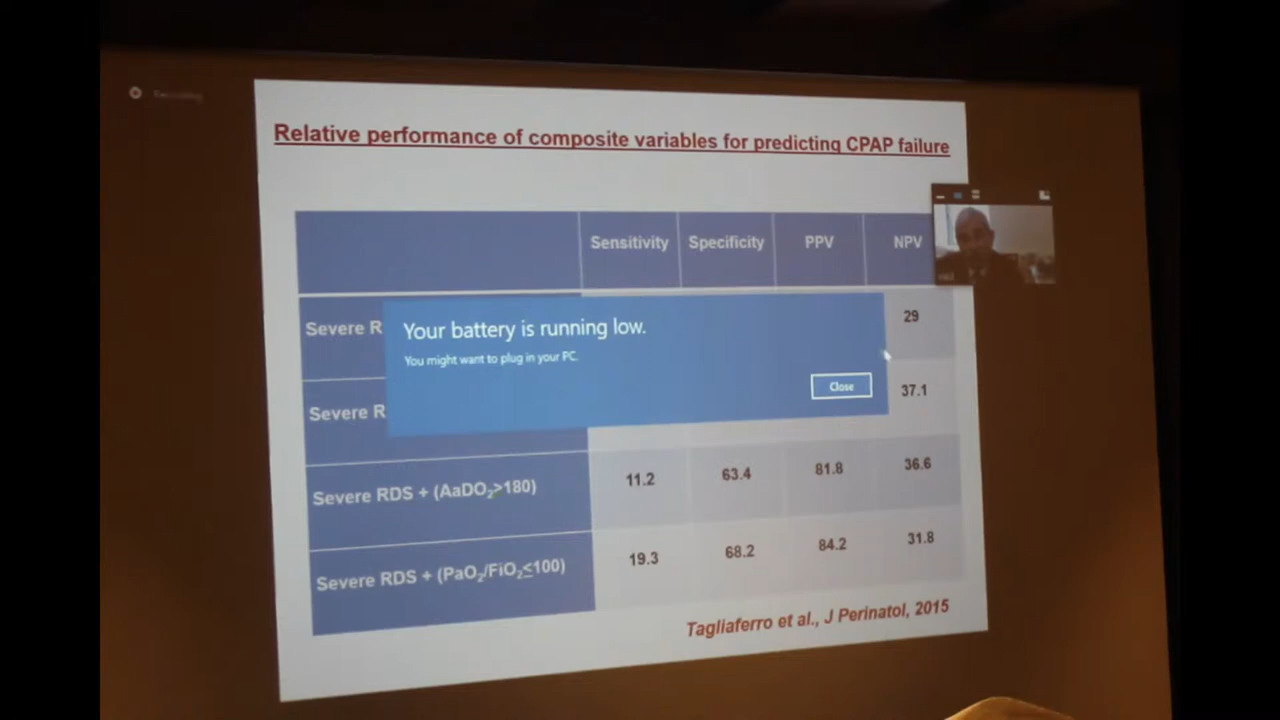 Recording
Relative performance of composite variables for predicting CPAP failure
Sensitivity Specificity PPV NPV
Severe R 29
Your battery is running low.
You might want to plug in your PC.
Close
Severe R 37.1
Severe RDS + (AaDO₂>180) 11.2 63.4 81.8 36.6
Severe RDS + (PaO₂/FiO₂≤100) 19.3 68.2 84.2 31.8
Tagliaferro et al., J Perinatol, 2015